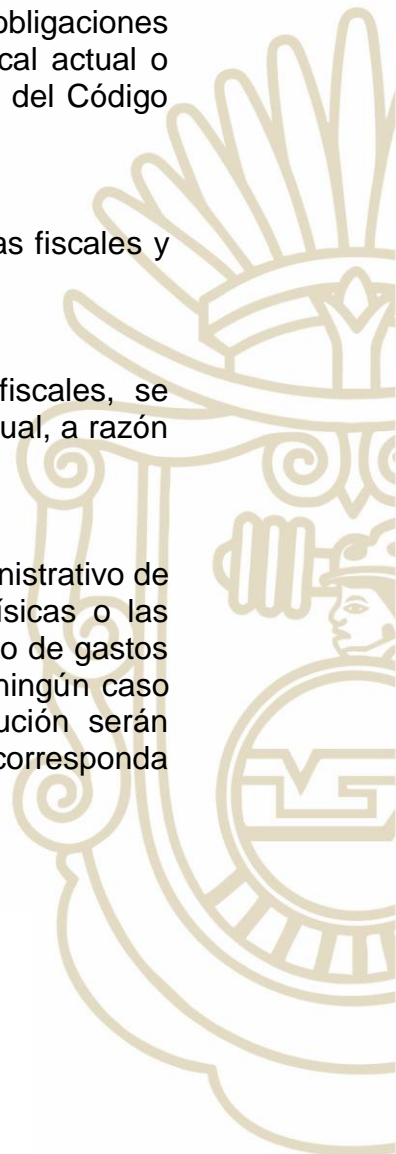 obligaciones
cal actual o
del Código
as fiscales y
fiscales, se
ual, a razón
nistrativo de
ísicas o las
o de gastos
ningún caso
ución serán
corresponda